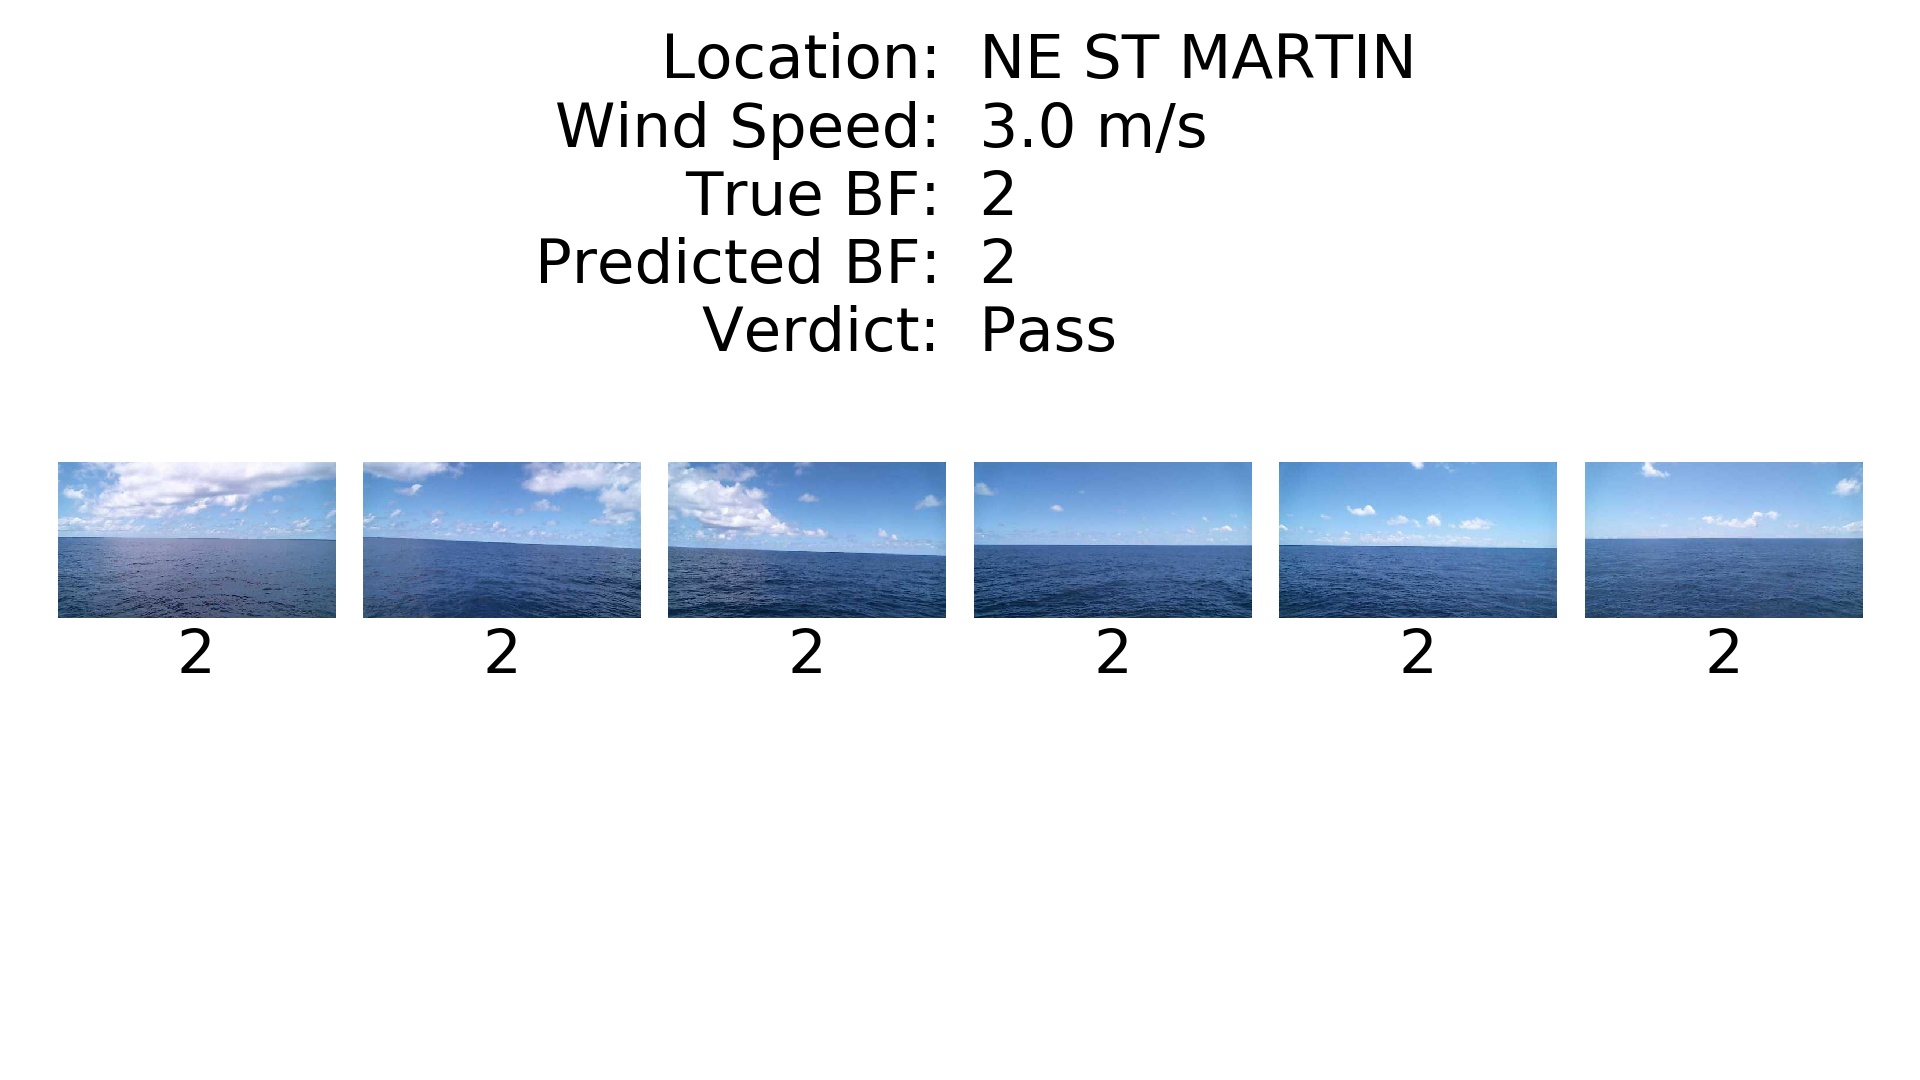 Location: NE ST MARTIN
Wind Speed: 3.0 m/s
True BF: 2
Predicted BF: 2
Verdict: Pass
2 2 2 2 2 2